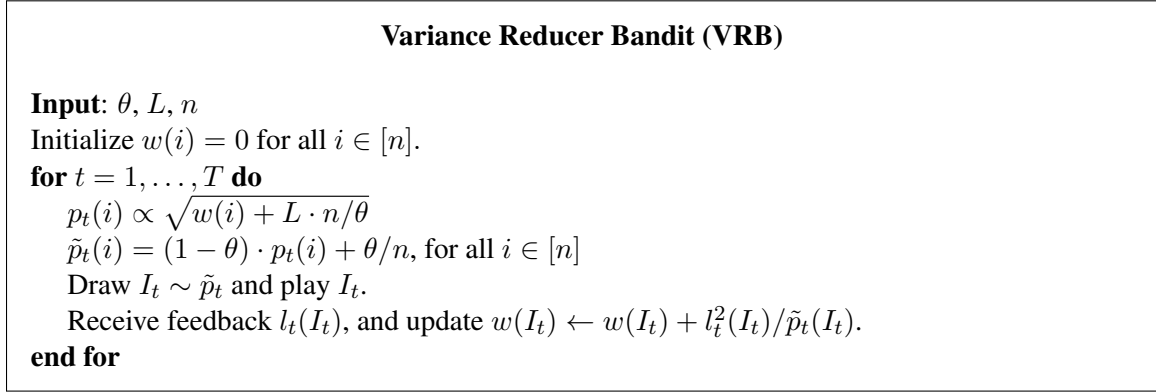 Variance Reducer Bandit (VRB)
Input: θ, L, n
Initialize w(i) = 0 for all i ∈ [n].
for t = 1, . . . , T do
p_t(i) ∝ √(w(i) + L · n/θ)
p̃_t(i) = (1 − θ) · p_t(i) + θ/n, for all i ∈ [n]
Draw I_t ∼ p̃_t and play I_t.
Receive feedback l_t(I_t), and update w(I_t) ← w(I_t) + l_t^2(I_t)/p̃_t(I_t).
end for